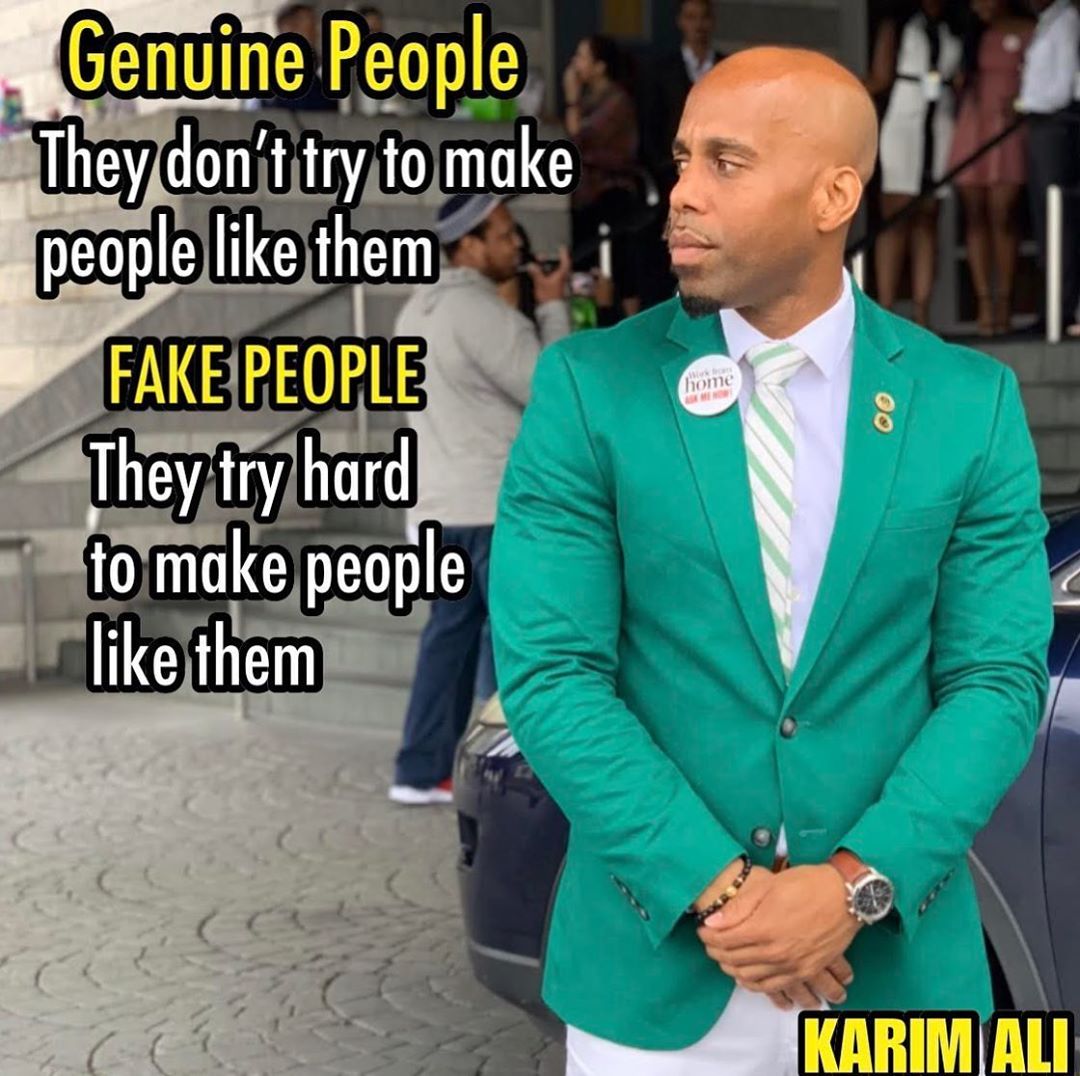 Genuine People
They don't try to make
people like them
FAKE PEOPLE
They try hard
to make people
like them
Work from
home
ASK ME HOW!
KARIM ALI